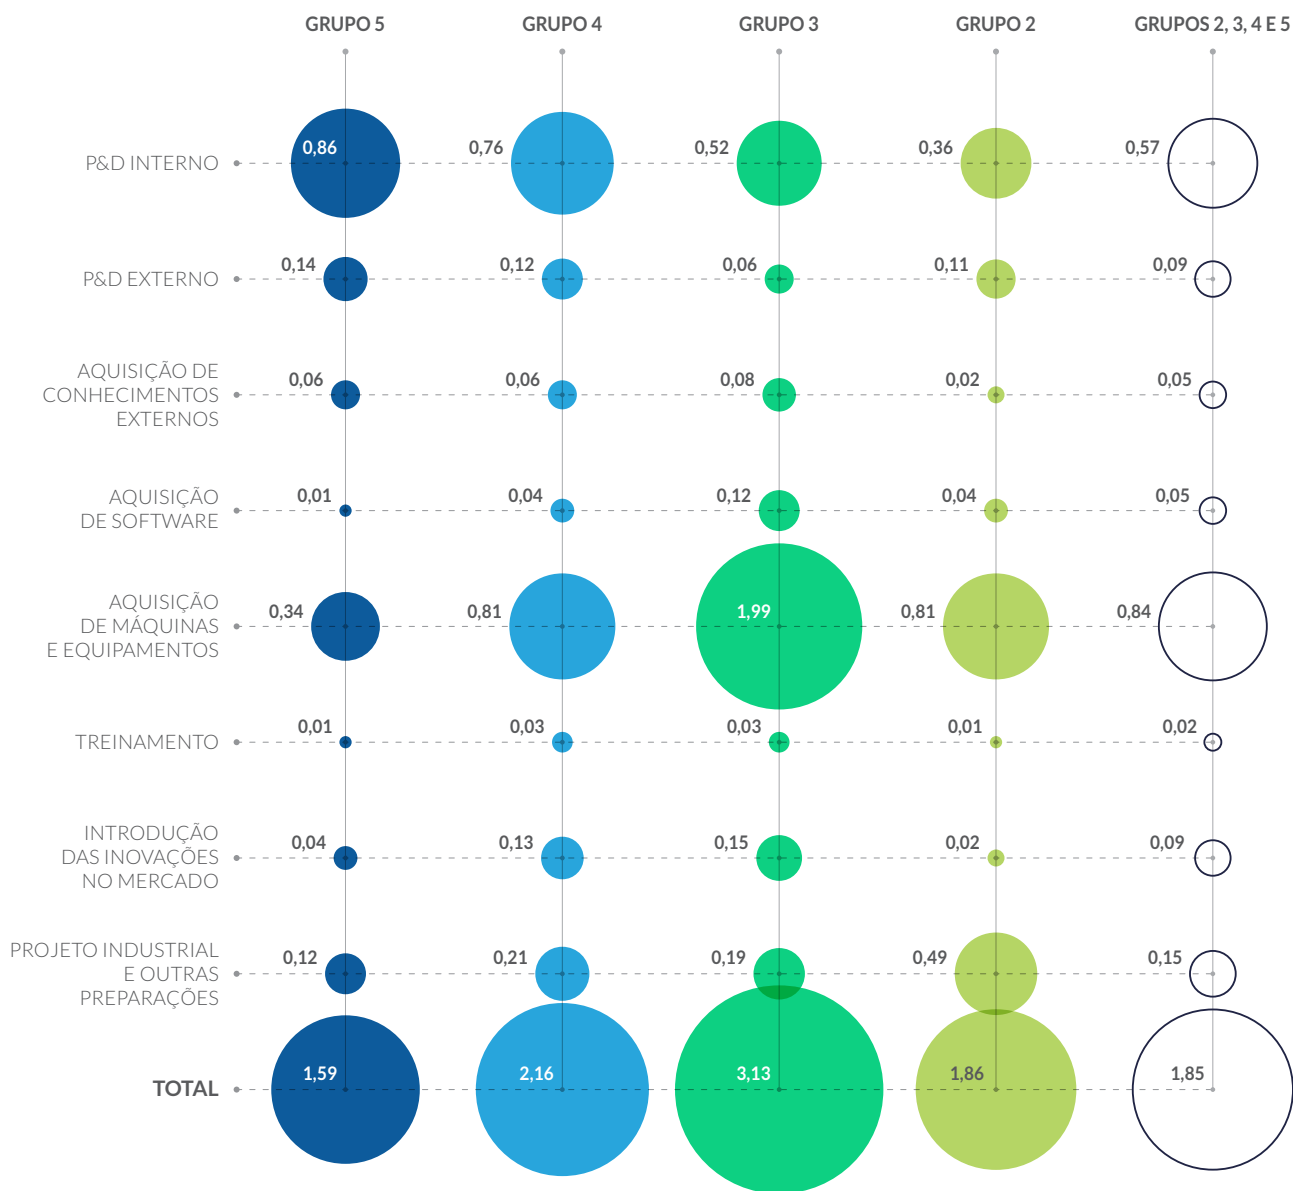 GRUPO 5 GRUPO 4 GRUPO 3 GRUPO 2 GRUPOS 2, 3, 4 E 5
P&D INTERNO 0,86 0,76 0,52 0,36 0,57
P&D EXTERNO 0,14 0,12 0,06 0,11 0,09
AQUISIÇÃO DE
CONHECIMENTOS
EXTERNOS
0,06 0,06 0,08 0,02 0,05
AQUISIÇÃO
DE SOFTWARE
0,01 0,04 0,12 0,04 0,05
AQUISIÇÃO
DE MÁQUINAS
E EQUIPAMENTOS
0,34 0,81 1,99 0,81 0,84
TREINAMENTO 0,01 0,03 0,03 0,01 0,02
INTRODUÇÃO
DAS INOVAÇÕES
NO MERCADO
0,04 0,13 0,15 0,02 0,09
PROJETO INDUSTRIAL
E OUTRAS
PREPARAÇÕES
0,12 0,21 0,19 0,49 0,15
TOTAL 1,59 2,16 3,13 1,86 1,85